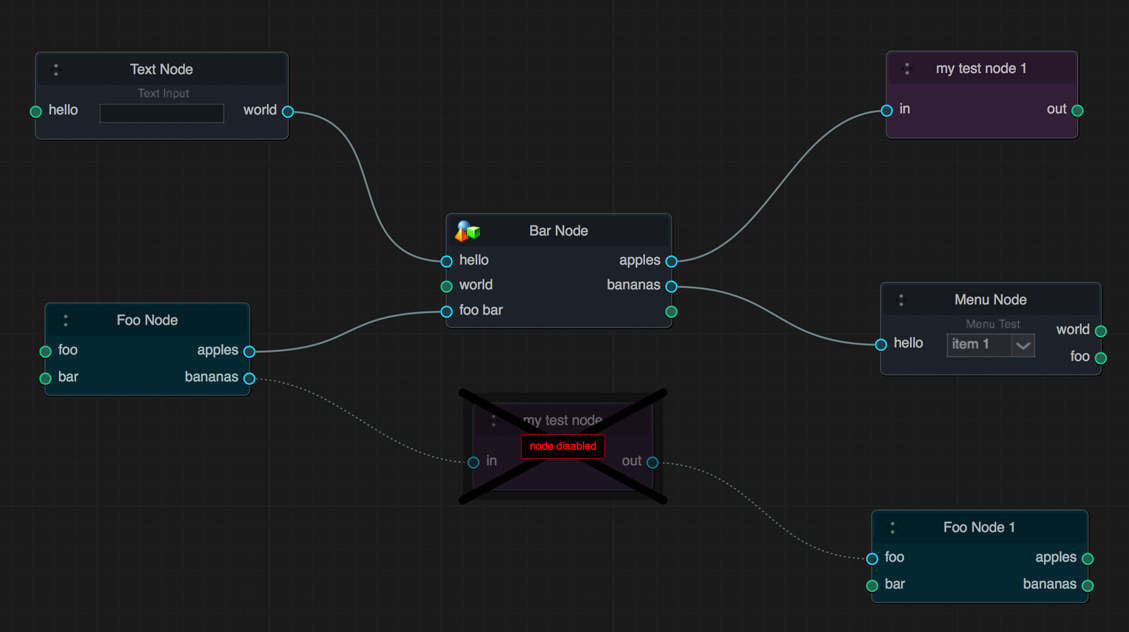 Text Node
Text Input
hello world
my test node 1
in out
Bar Node
hello apples
world bananas
foo bar
Foo Node
foo apples
bar bananas
Menu Node
Menu Test
world
hello item 1
foo
my test node
node disabled
in out
Foo Node 1
foo apples
bar bananas